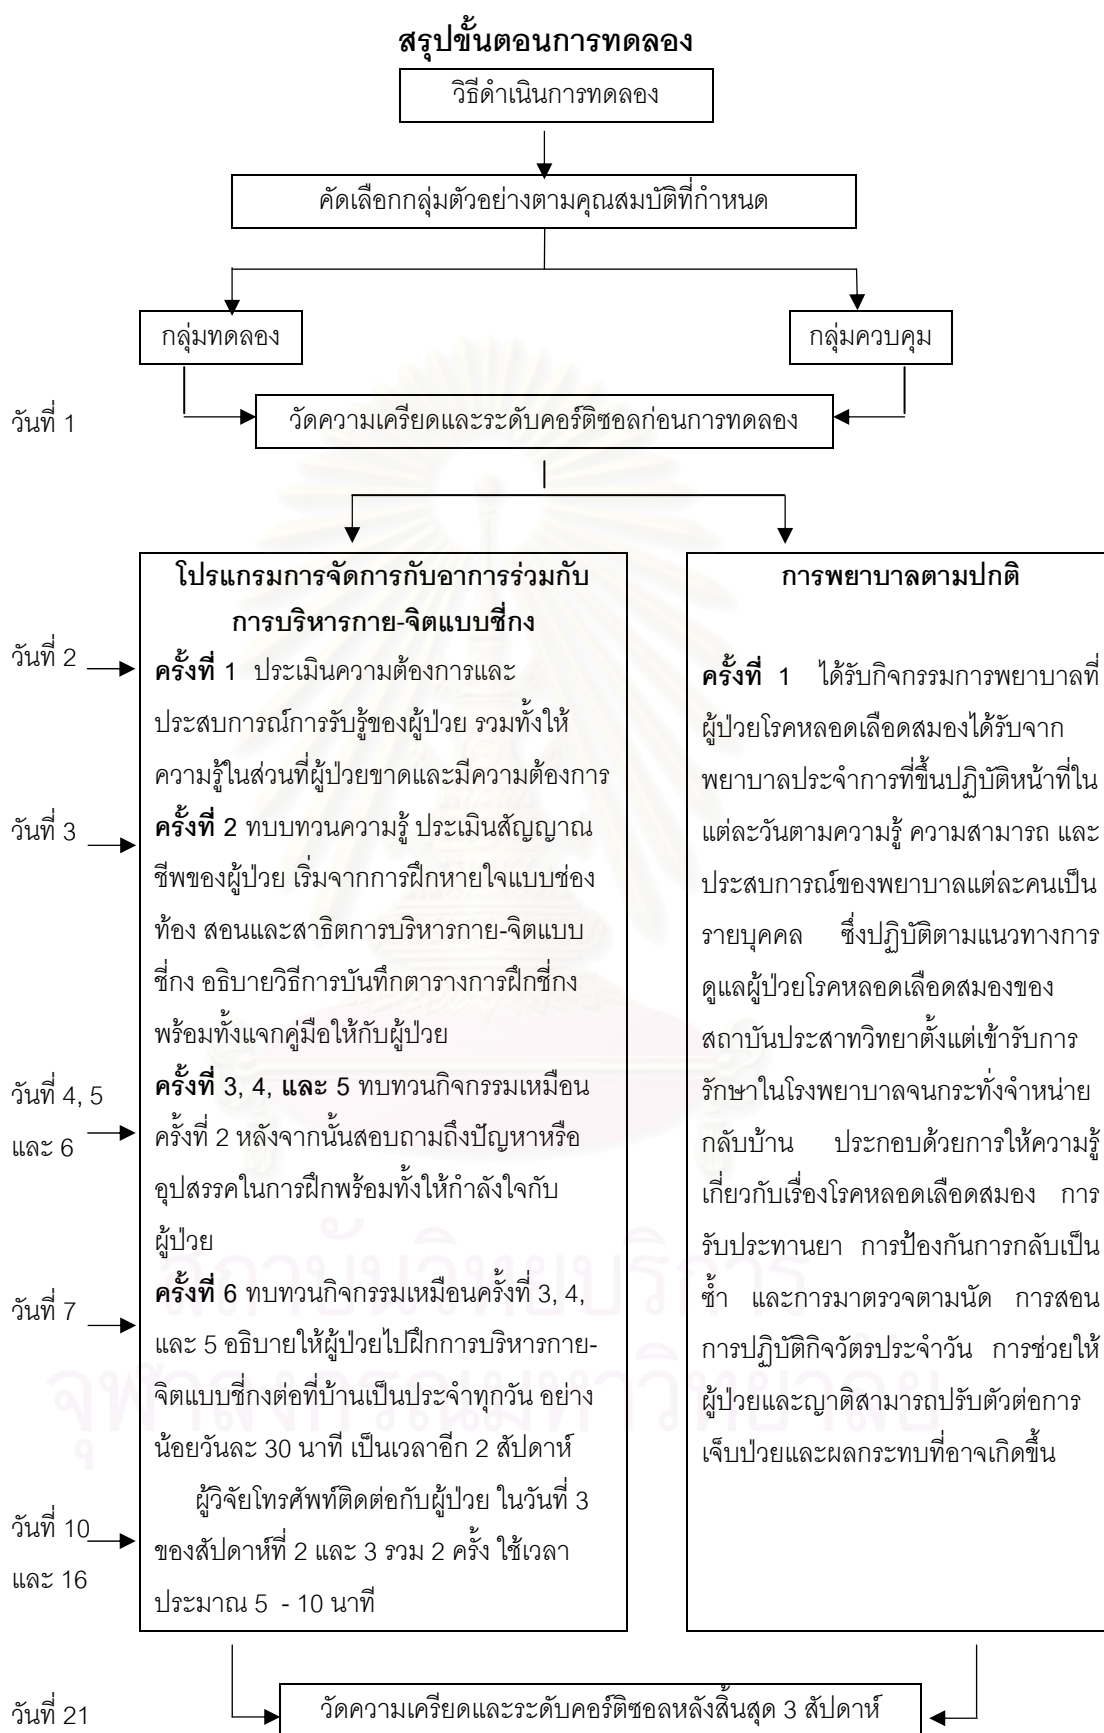 สรุปขั้นตอนการทดลอง
วิธีดำเนินการทดลอง
คัดเลือกกลุ่มตัวอย่างตามคุณสมบัติที่กำหนด
กลุ่มทดลอง
กลุ่มควบคุม
วันที่ 1
วัดความเครียดและระดับคอร์ติซอลก่อนการทดลอง
โปรแกรมการจัดการกับอาการร่วมกับ
การบริหารกาย-จิตแบบชี่กง
วันที่ 2
ครั้งที่ 1 ประเมินความต้องการและ
ประสบการณ์การรับรู้ของผู้ป่วย รวมทั้งให้
ความรู้ในส่วนที่ผู้ป่วยขาดและมีความต้องการ
วันที่ 3
ครั้งที่ 2 ทบบทวนความรู้ ประเมินสัญญาณ
ชีพของผู้ป่วย เริ่มจากการฝึกหายใจแบบช่อง
ท้อง สอนและสาธิตการบริหารกาย-จิตแบบ
ชี่กง อธิบายวิธีการบันทึกตารางการฝึกชี่กง
พร้อมทั้งแจกคู่มือให้กับผู้ป่วย
วันที่ 4, 5
และ 6
ครั้งที่ 3, 4, และ 5 ทบทวนกิจกรรมเหมือน
ครั้งที่ 2 หลังจากนั้นสอบถามถึงปัญหาหรือ
อุปสรรคในการฝึกพร้อมทั้งให้กำลังใจกับ
ผู้ป่วย
วันที่ 7
ครั้งที่ 6 ทบทวนกิจกรรมเหมือนครั้งที่ 3, 4,
และ 5 อธิบายให้ผู้ป่วยไปฝึกการบริหารกาย-
จิตแบบชี่กงต่อที่บ้านเป็นประจำทุกวัน อย่าง
น้อยวันละ 30 นาที เป็นเวลาอีก 2 สัปดาห์
ผู้วิจัยโทรศัพท์ติดต่อกับผู้ป่วย ในวันที่ 3
วันที่ 10
และ 16
ของสัปดาห์ที่ 2 และ 3 รวม 2 ครั้ง ใช้เวลา
ประมาณ 5 - 10 นาที
การพยาบาลตามปกติ
ครั้งที่ 1 ได้รับกิจกรรมการพยาบาลที่
ผู้ป่วยโรคหลอดเลือดสมองได้รับจาก
พยาบาลประจำการที่ขึ้นปฏิบัติหน้าที่ใน
แต่ละวันตามความรู้ ความสามารถ และ
ประสบการณ์ของพยาบาลแต่ละคนเป็น
รายบุคคล ซึ่งปฏิบัติตามแนวทางการ
ดูแลผู้ป่วยโรคหลอดเลือดสมองของ
สถาบันประสาทวิทยาตั้งแต่เข้ารับการ
รักษาในโรงพยาบาลจนกระทั่งจำหน่าย
กลับบ้าน ประกอบด้วยการให้ความรู้
เกี่ยวกับเรื่องโรคหลอดเลือดสมอง การ
รับประทานยา การป้องกันการกลับเป็น
ซ้ำ และการมาตรวจตามนัด การสอน
การปฏิบัติกิจวัตรประจำวัน การช่วยให้
ผู้ป่วยและญาติสามารถปรับตัวต่อการ
เจ็บป่วยและผลกระทบที่อาจเกิดขึ้น
สถาบันวิทยบริการ
จุฬาลงกรณ์มหาวิทยาลัย
วันที่ 21
วัดความเครียดและระดับคอร์ติซอลหลังสิ้นสุด 3 สัปดาห์